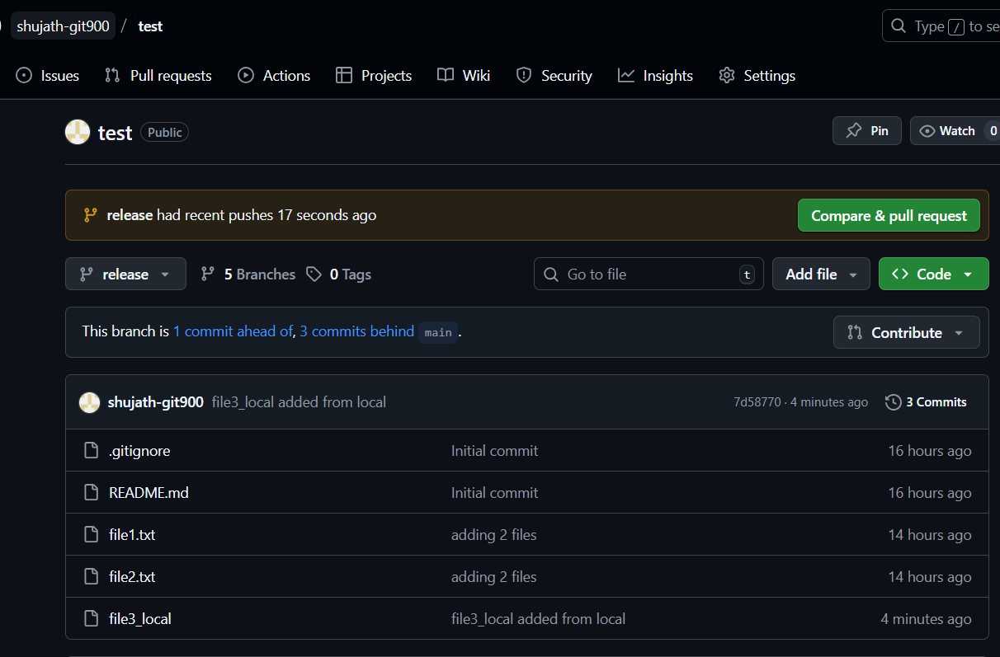 shujath-git900 / test
Type / to se
Issues Pull requests Actions Projects Wiki Security Insights Settings
test Public Pin Watch 0
release had recent pushes 17 seconds ago Compare & pull request
release 5 Branches 0 Tags Go to file t Add file Code
This branch is 1 commit ahead of, 3 commits behind main . Contribute
shujath-git900 file3_local added from local 7d58770 · 4 minutes ago 3 Commits
.gitignore Initial commit 16 hours ago
README.md Initial commit 16 hours ago
file1.txt adding 2 files 14 hours ago
file2.txt adding 2 files 14 hours ago
file3_local file3_local added from local 4 minutes ago